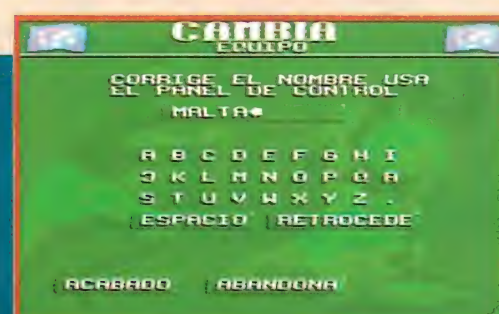 CAMBIA
EQUIPO
CORRIGE EL NOMBRE USA
EL PANEL DE CONTROL
MALTA
A B C D E F G H I
J K L M N O P Q R
S T U V W X Y Z .
ESPACIO RETROCEDE
ACABADO ABANDONA